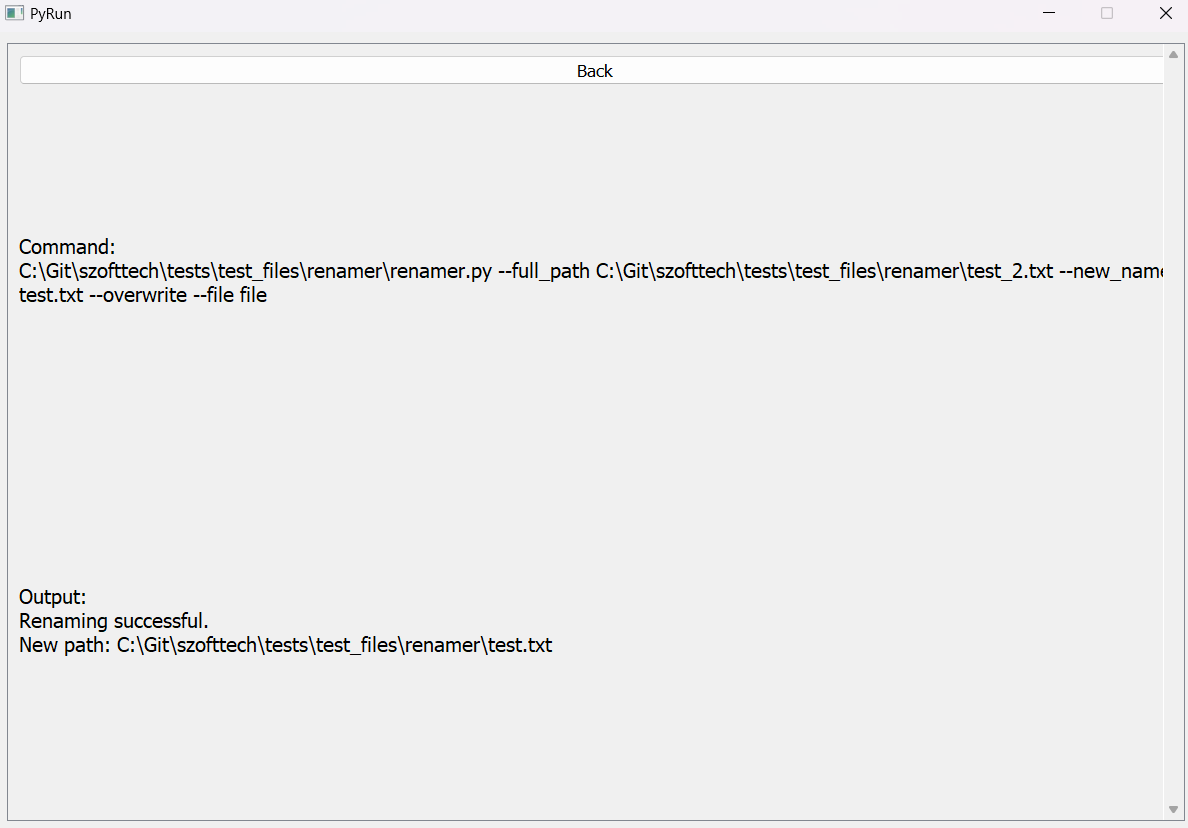 PyRun
Back
Command:
C:\Git\szofttech\tests\test_files\renamer\renamer.py --full_path C:\Git\szofttech\tests\test_files\renamer\test_2.txt --new_name
test.txt --overwrite --file file
Output:
Renaming successful.
New path: C:\Git\szofttech\tests\test_files\renamer\test.txt